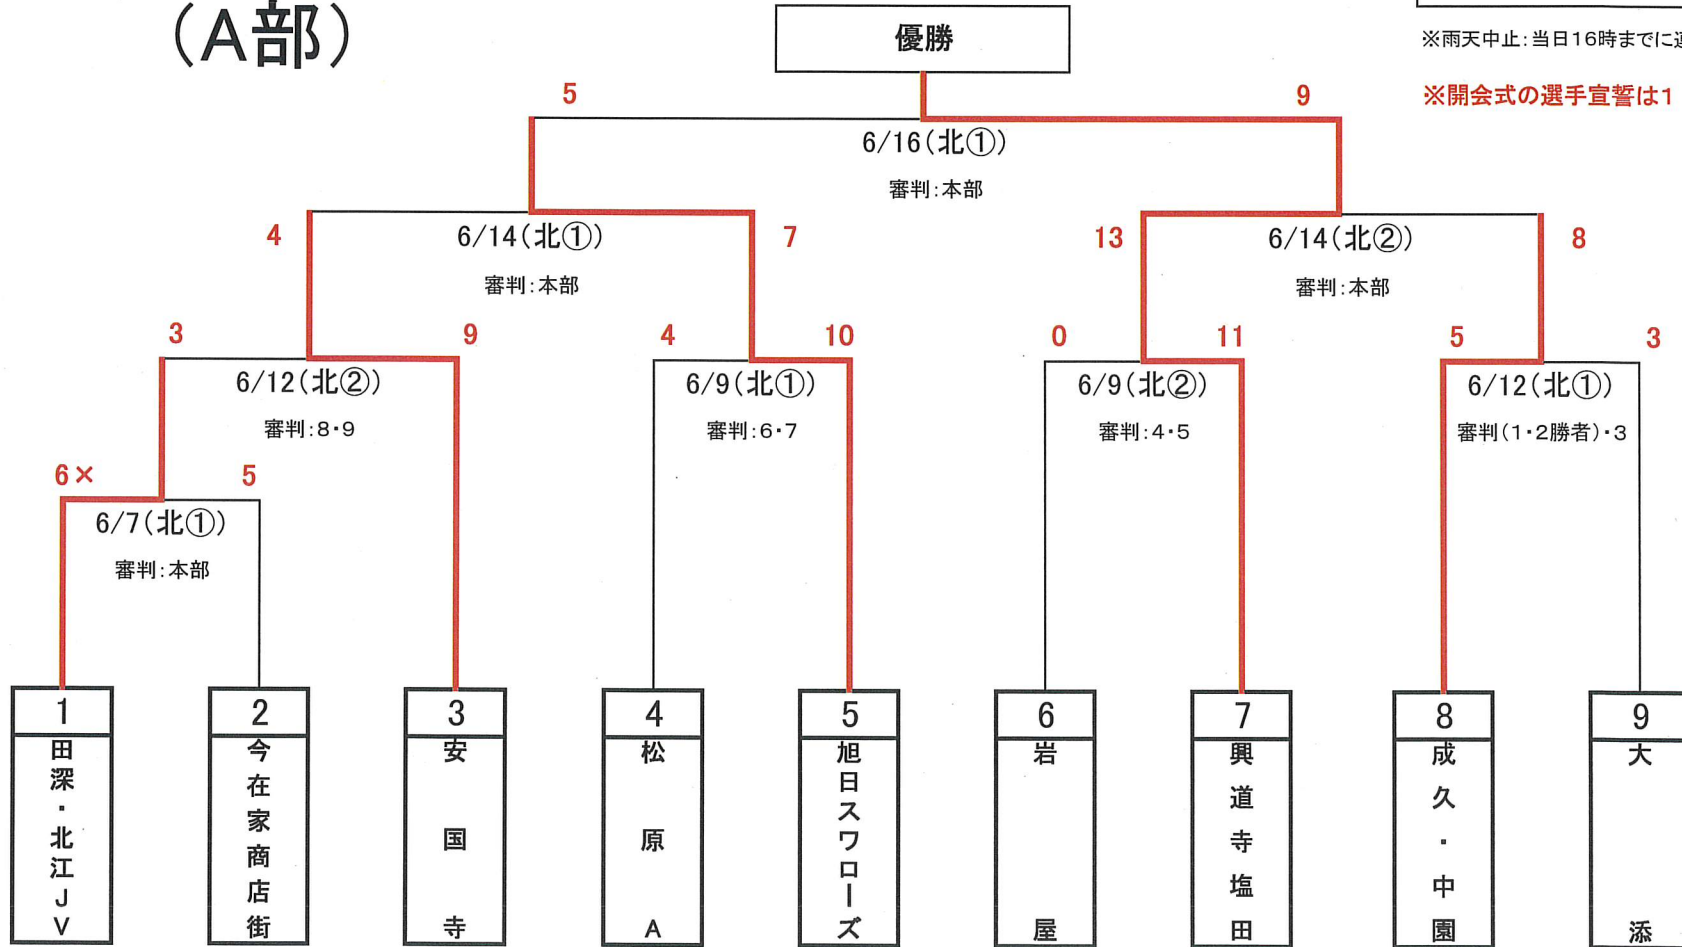 （A部）
優勝
※雨天中止：当日16時までに
※開会式の選手宣誓は1
5
9
6/16（北①）
審判：本部
4
6/14（北①）
7
13
6/14（北②）
8
審判：本部
審判：本部
3
9
4
10
0
11
5
3
6/12（北②）
6/9（北①）
6/9（北②）
6/12（北①）
審判：8・9
審判：6・7
審判：4・5
審判（1・2勝者）・3
6×
5
6/7（北①）
審判：本部
1
2
3
4
5
6
7
8
9
田深・北江JV
今在家商店街
安国寺
松原A
旭日スワローズ
岩屋
興道寺塩田
成久・中園
大添